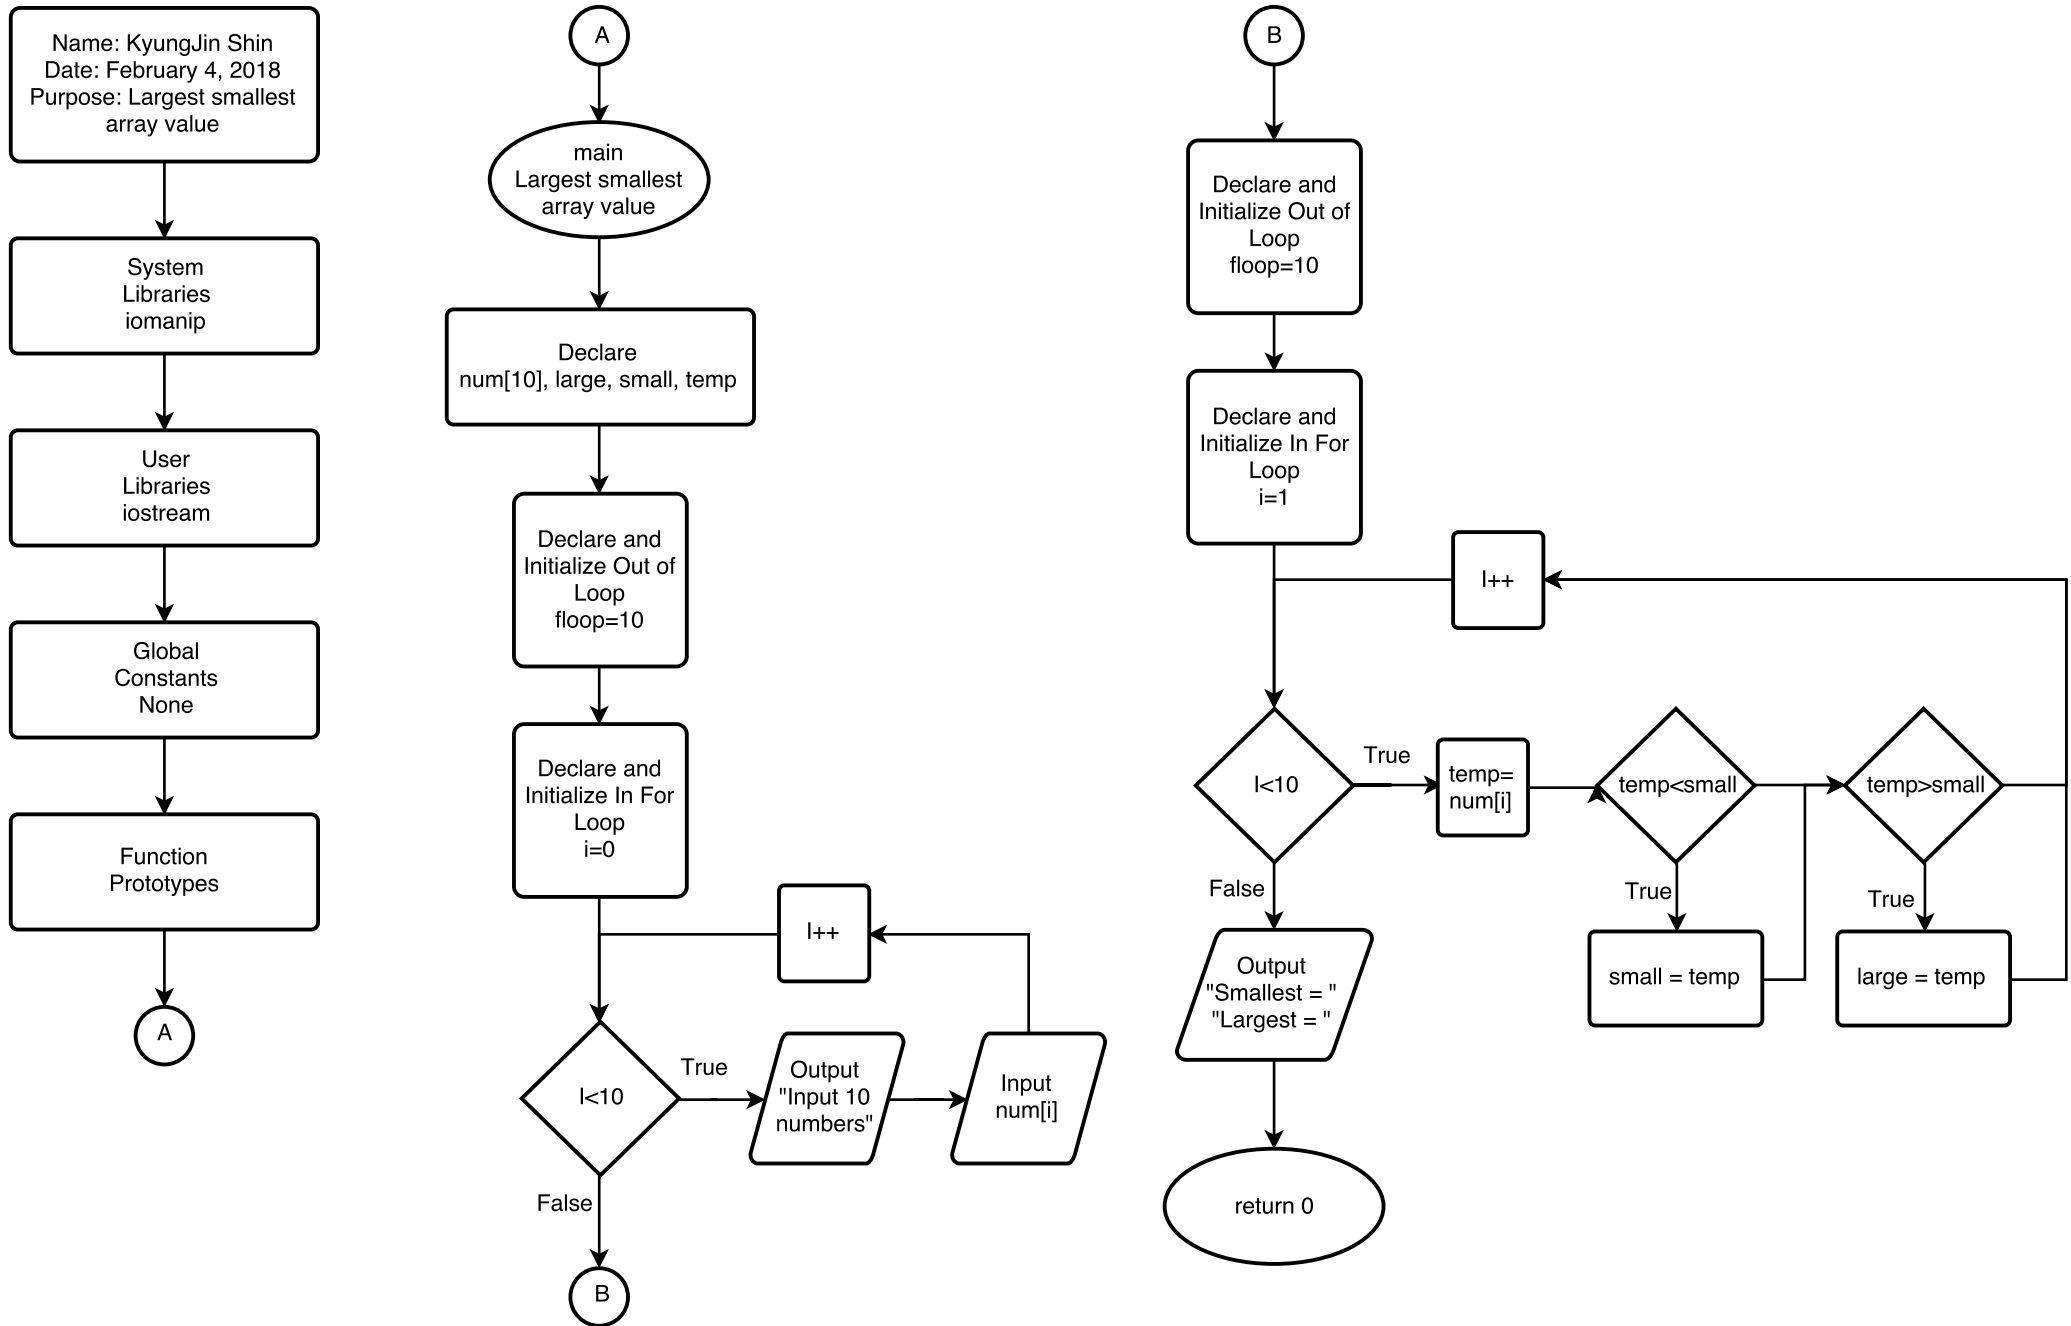 Name: KyungJin Shin
Date: February 4, 2018
Purpose: Largest smallest
array value
System
Libraries
iomanip
User
Libraries
iostream
Global
Constants
None
Function
Prototypes
A
A
main
Largest smallest
array value
Declare
num[10], large, small, temp
Declare and
Initialize Out of
Loop
floop=10
Declare and
Initialize In For
Loop
i=0
I++
I<10
True
Output
"Input 10
numbers"
Input
num[i]
False
B
B
Declare and
Initialize Out of
Loop
floop=10
Declare and
Initialize In For
Loop
i=1
I++
I<10
True
temp=
num[i]
temp<small
True
small = temp
temp>small
True
large = temp
False
Output
"Smallest = "
"Largest = "
return 0